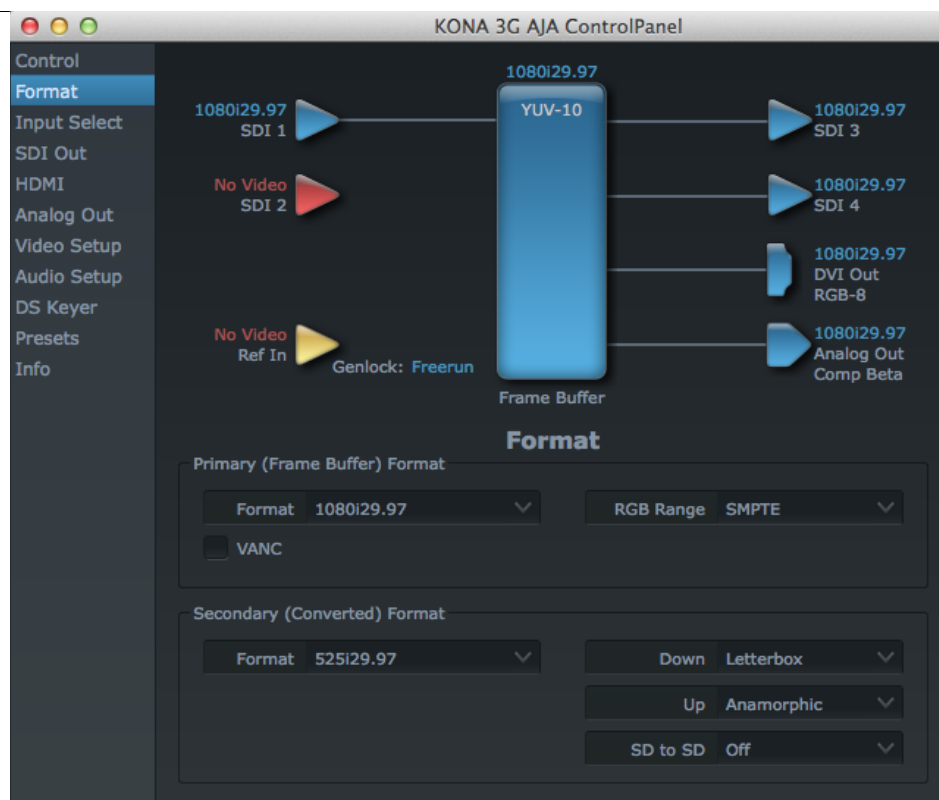 KONA 3G AJA ControlPanel
Control
Format
Input Select
SDI Out
HDMI
Analog Out
Video Setup
Audio Setup
DS Keyer
Presets
Info
1080i29.97
YUV-10
1080i29.97
SDI 1
No Video
SDI 2
No Video
Ref In
Genlock: Freerun
Frame Buffer
1080i29.97
SDI 3
1080i29.97
SDI 4
1080i29.97
DVI Out
RGB-8
1080i29.97
Analog Out
Comp Beta
Format
Primary (Frame Buffer) Format
Format 1080i29.97
RGB Range SMPTE
VANC
Secondary (Converted) Format
Format 525i29.97
Down Letterbox
Up Anamorphic
SD to SD Off